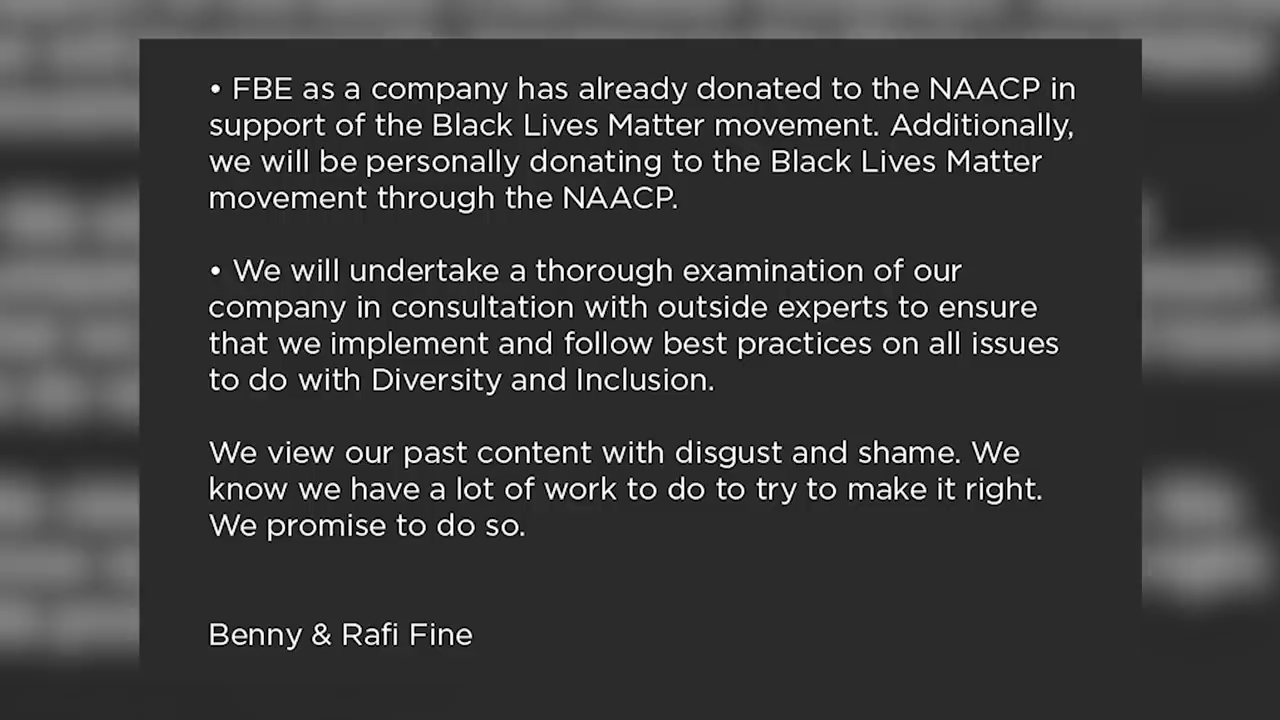 • FBE as a company has already donated to the NAACP in
support of the Black Lives Matter movement. Additionally,
we will be personally donating to the Black Lives Matter
movement through the NAACP.
• We will undertake a thorough examination of our
company in consultation with outside experts to ensure
that we implement and follow best practices on all issues
to do with Diversity and Inclusion.
We view our past content with disgust and shame. We
know we have a lot of work to do to try to make it right.
We promise to do so.
Benny & Rafi Fine